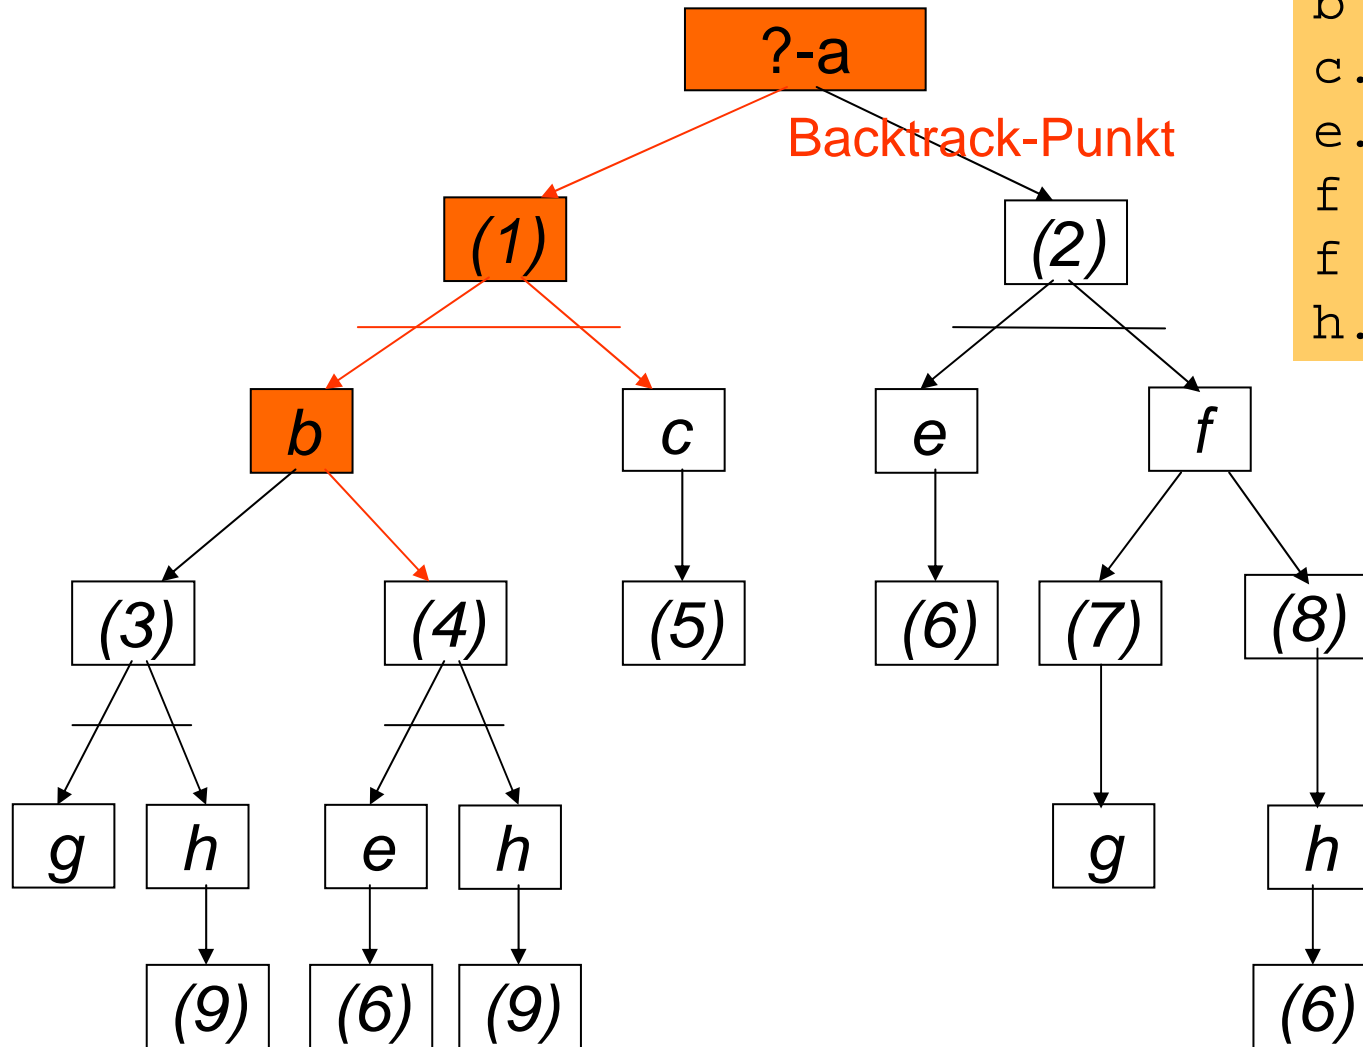 ?-a
b
c.
e.
f
f
h.
Backtrack-Punkt
(1)
(2)
b
c
e
f
(3)
(4)
(5)
(6)
(7)
(8)
g
h
e
h
g
h
(9)
(6)
(9)
(6)